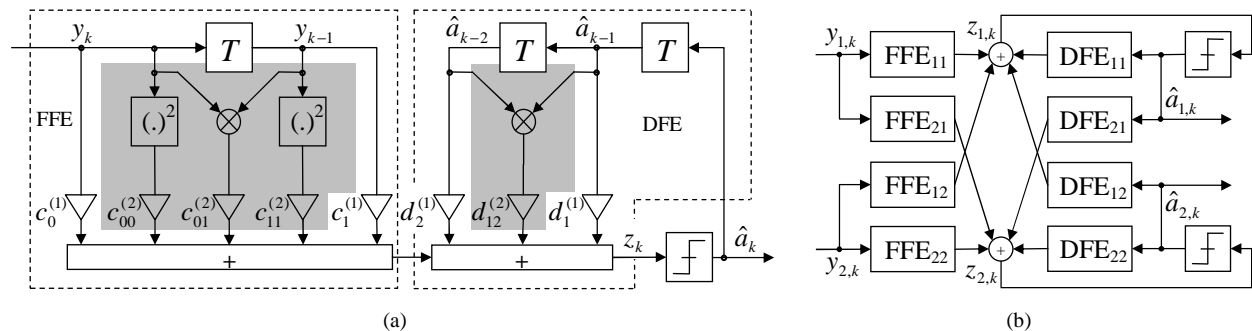 y_k
T
y_{k-1}
FFE
(.)²
(.)²
c_0^{(1)}
c_{00}^{(2)}
c_{01}^{(2)}
c_{11}^{(2)}
c_1^{(1)}
+
â_{k-2}
T
â_{k-1}
T
DFE
d_2^{(1)}
d_{12}^{(2)}
d_1^{(1)}
+
z_k
â_k
(a)
y_{1,k}
z_{1,k}
FFE_{11}
+
DFE_{11}
â_{1,k}
FFE_{21}
DFE_{21}
FFE_{12}
DFE_{12}
â_{2,k}
y_{2,k}
FFE_{22}
+
z_{2,k}
DFE_{22}
(b)